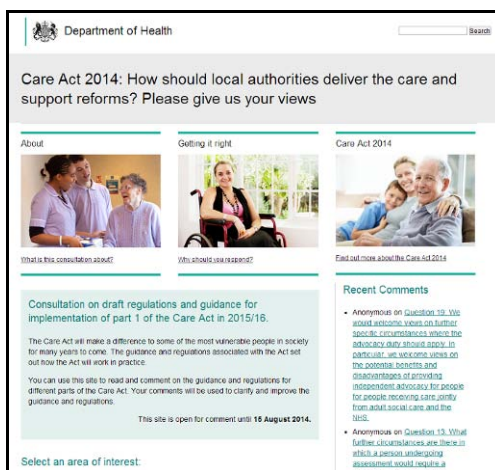 Department of Health
Search
Care Act 2014: How should local authorities deliver the care and
support reforms? Please give us your views
About
Getting it right
Care Act 2014
What is this consultation about?
Why should you respond?
Find out more about the Care Act 2014
Consultation on draft regulations and guidance for
implementation of part 1 of the Care Act in 2015/16.
The Care Act will make a difference to some of the most vulnerable people in society
for many years to come. The guidance and regulations associated with the Act set
out how the Act will work in practice.
You can use this site to read and comment on the guidance and regulations for
different parts of the Care Act. Your comments will be used to clarify and improve the
guidance and regulations.
This site is open for comment until 15 August 2014.
Select an area of interest:
Recent Comments
• Anonymous on Question 19: We
would welcome views on further
specific circumstances where the
advocacy duty should apply. In
particular, we welcome views on
the potential benefits and
disadvantages of providing
independent advocacy for people
for people receiving care jointly
from adult social care and the
NHS.
• Anonymous on Question 13: What
further circumstances are there in
which a person undergoing
assessment would require a